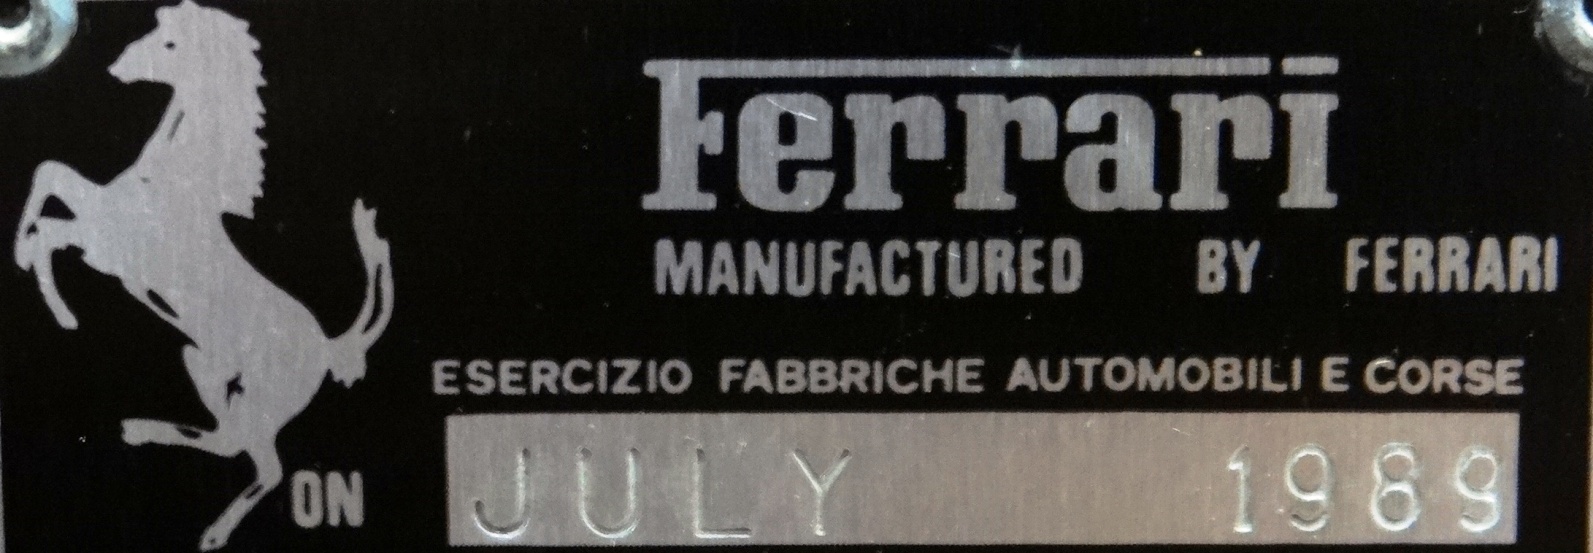 Ferrari
MANUFACTURED BY FERRARI
ESERCIZIO FABBRICHE AUTOMOBILI E CORSE
ON JULY 1989